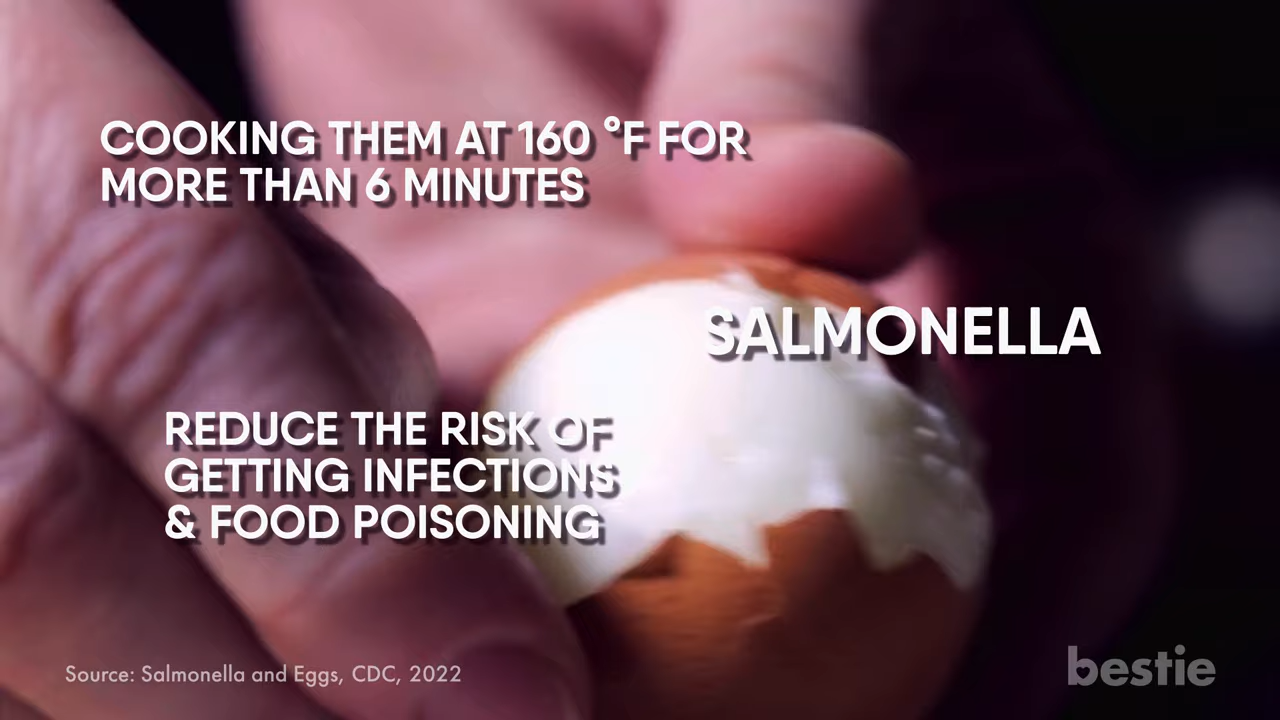 COOKING THEM AT 160 °F FOR
MORE THAN 6 MINUTES
SALMONELLA
REDUCE THE RISK OF
GETTING INFECTIONS
& FOOD POISONING
Source: Salmonella and Eggs, CDC, 2022
bestie